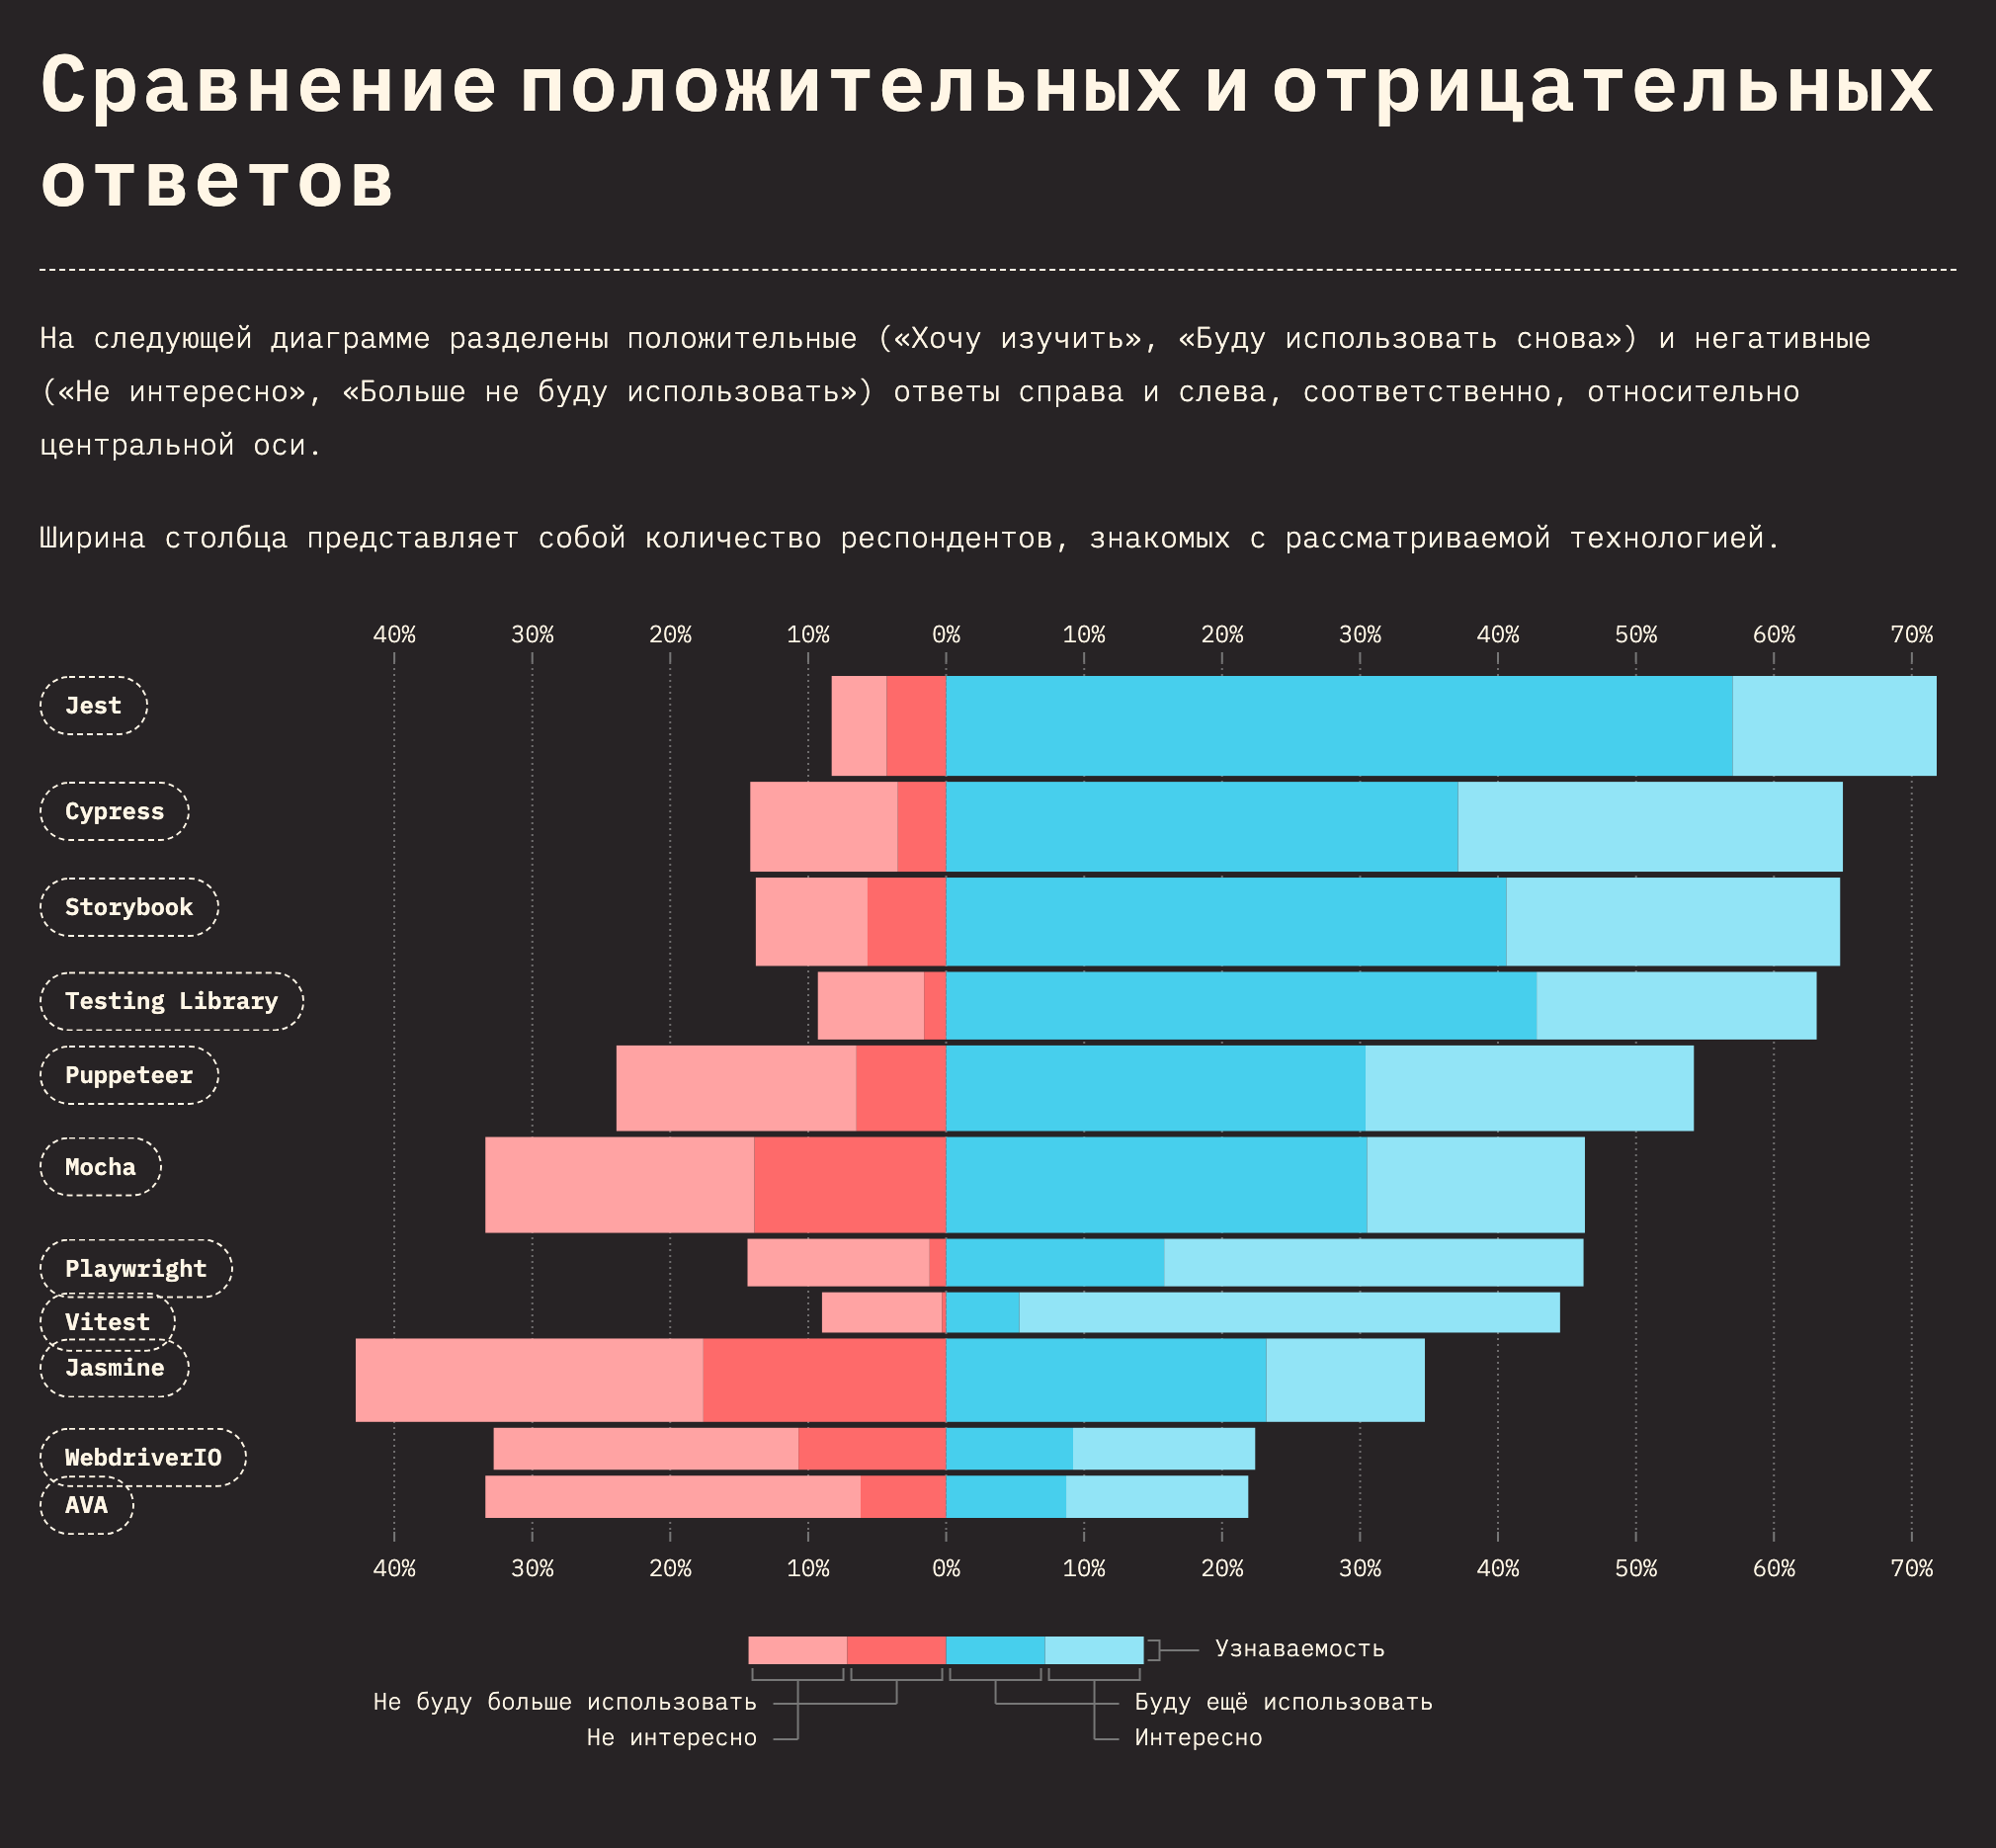 Сравнение положительных и отрицательных
ответов
На следующей диаграмме разделены положительные («Хочу изучить», «Буду использовать снова») и негативные
(«Не интересно», «Больше не буду использовать») ответы справа и слева, соответственно, относительно
центральной оси.
Ширина столбца представляет собой количество респондентов, знакомых с рассматриваемой технологией.
40% 30% 20% 10% 0% 10% 20% 30% 40% 50% 60% 70%
Jest
Cypress
Storybook
Testing Library
Puppeteer
Mocha
Playwright
Vitest
Jasmine
WebdriverIO
AVA
40% 30% 20% 10% 0% 10% 20% 30% 40% 50% 60% 70%
Узнаваемость
Не буду больше использовать Буду ещё использовать
Не интересно Интересно